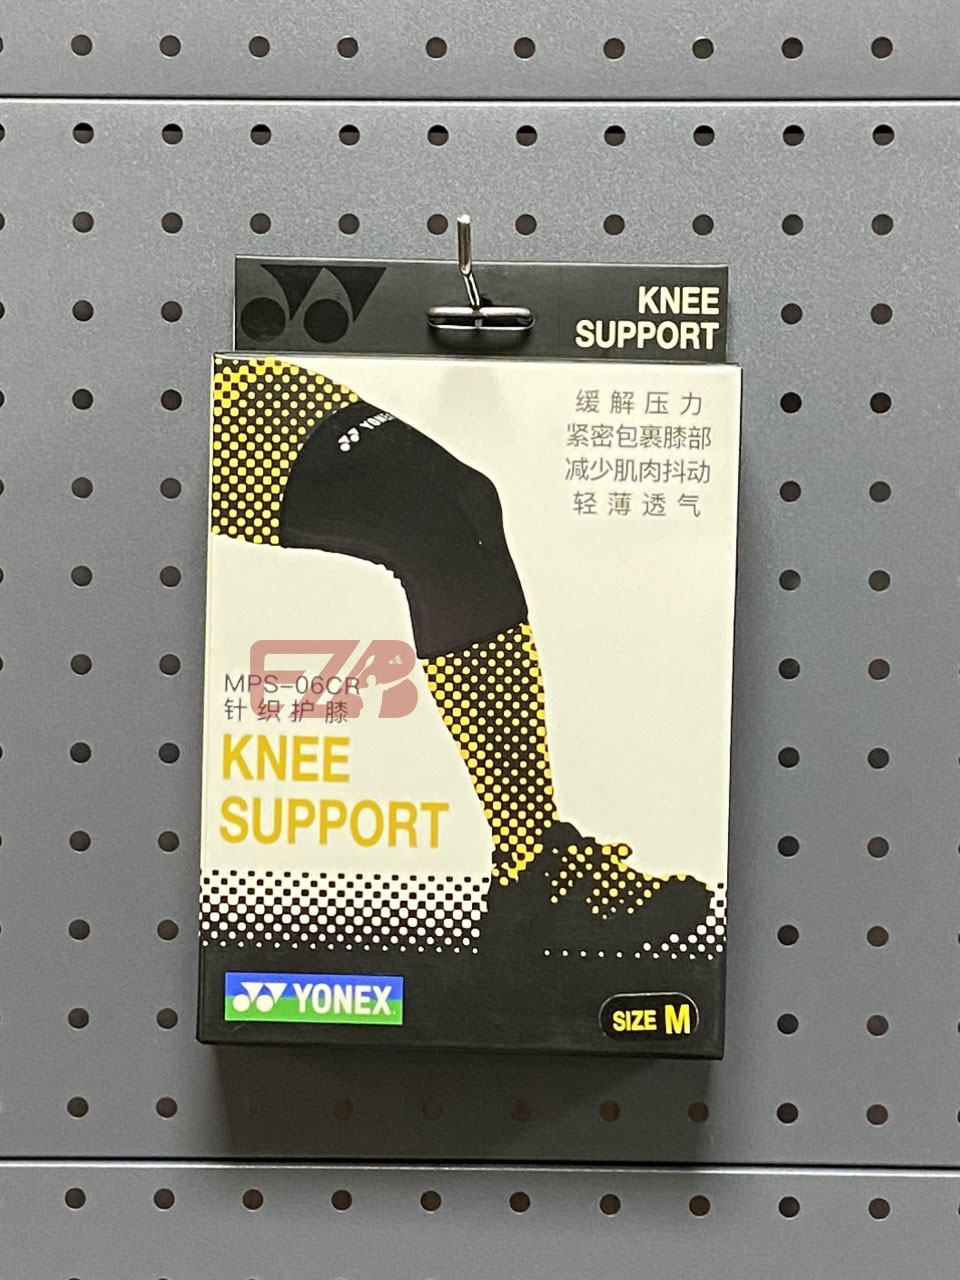 KNEE
SUPPORT
缓解压力
紧密包裹膝部
减少肌肉抖动
轻薄透气
YONEX
EZB
MPS-06CR
针织护膝
KNEE
SUPPORT
YONEX
SIZE M